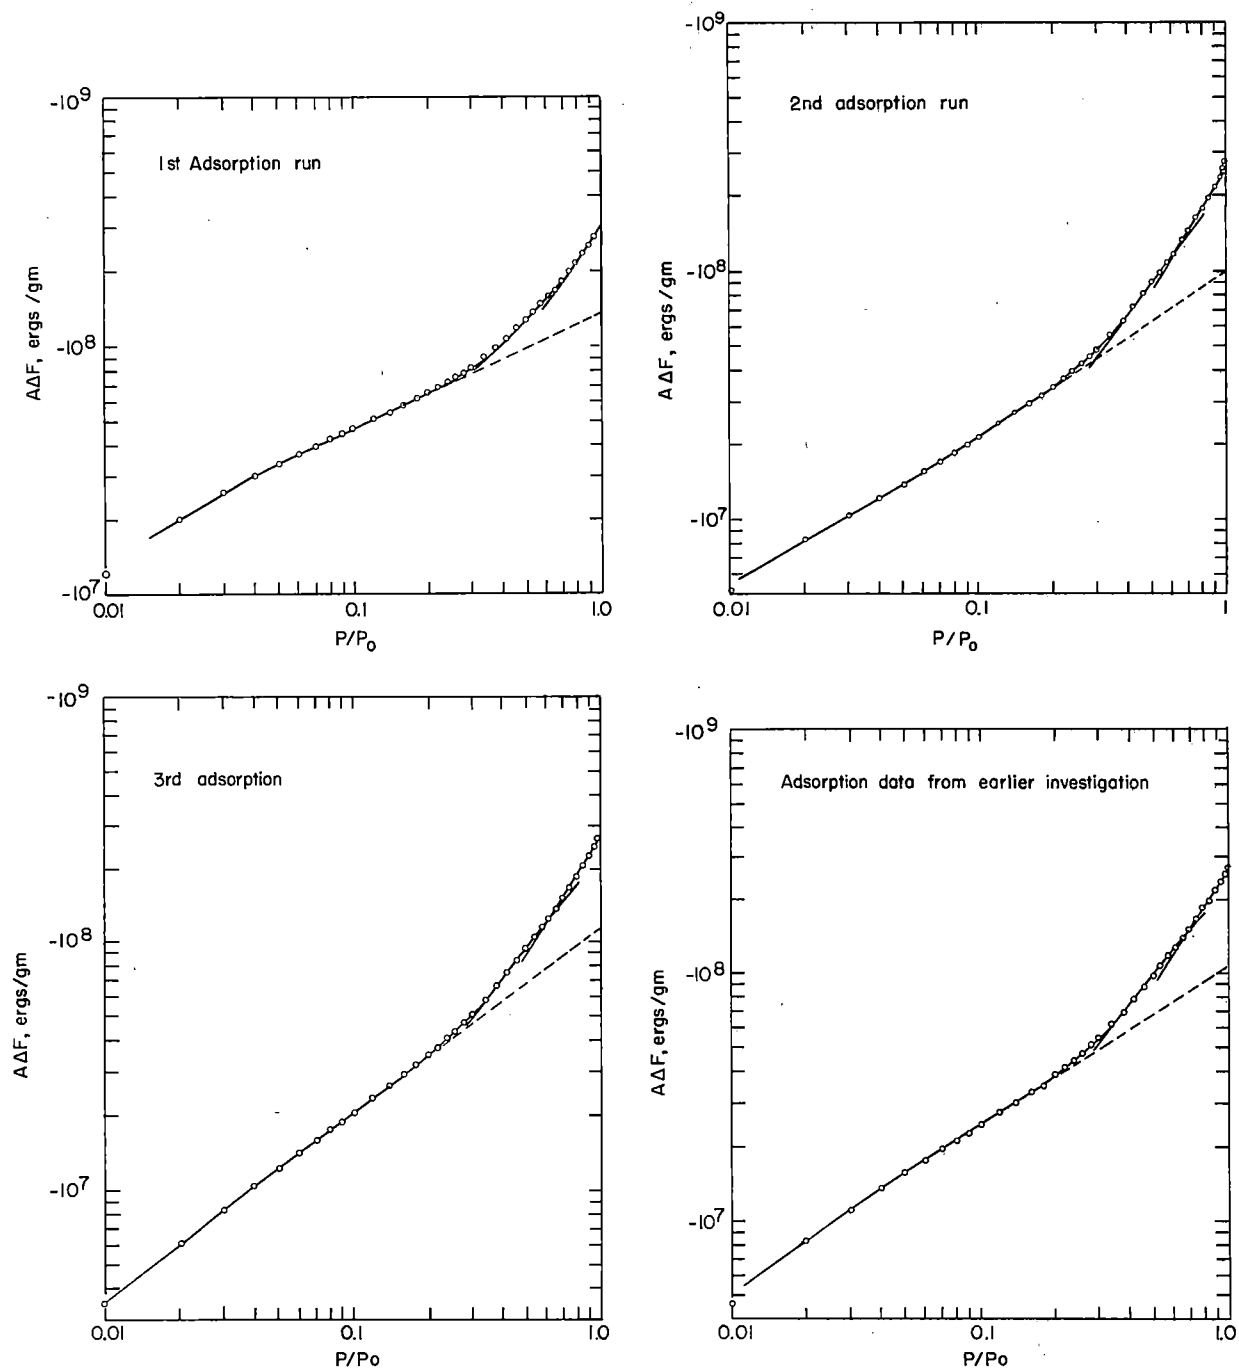 1st Adsorption run
-10⁹
-10⁸
-10⁷
AΔF, ergs/gm
0.01
0.1
1.0
P/P₀
2nd adsorption run
-10⁹
-10⁸
-10⁷
AΔF, ergs/gm
0.01
0.1
1
P/P₀
3rd adsorption
-10⁹
-10⁸
-10⁷
AΔF, ergs/gm
0.01
0.1
1.0
P/Po
Adsorption data from earlier investigation
-10⁹
-10⁸
-10⁷
AΔF, ergs/gm
0.01
0.1
1.0
P/Po